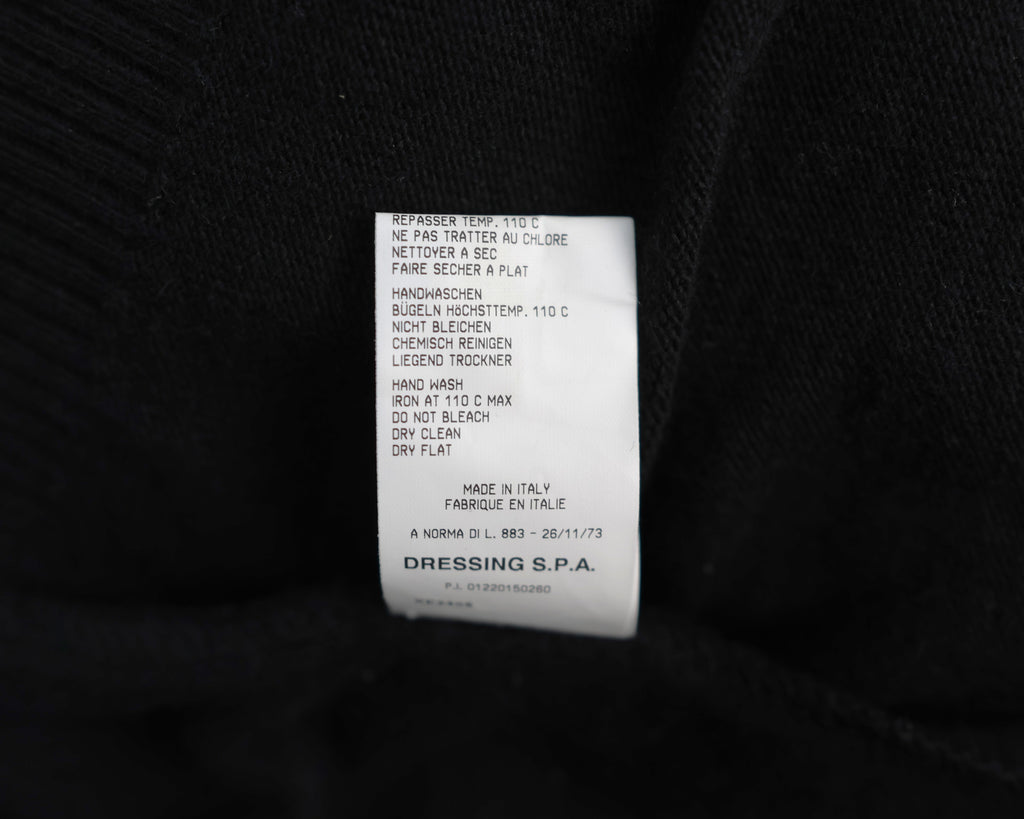 REPASSER TEMP. 110 C
NE PAS TRATTER AU CHLORE
NETTOYER A SEC
FAIRE SECHER A PLAT
HANDWASCHEN
BÜGELN HÖCHSTTEMP. 110 C
NICHT BLEICHEN
CHEMISCH REINIGEN
LIEGEND TROCKNER
HAND WASH
IRON AT 110 C MAX
DO NOT BLEACH
DRY CLEAN
DRY FLAT
MADE IN ITALY
FABRIQUE EN ITALIE
A NORMA DI L. 883 - 26/11/73
DRESSING S.P.A.
P.I. 01220150260